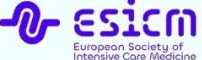 esicm
European Society of
Intensive Care Medicine